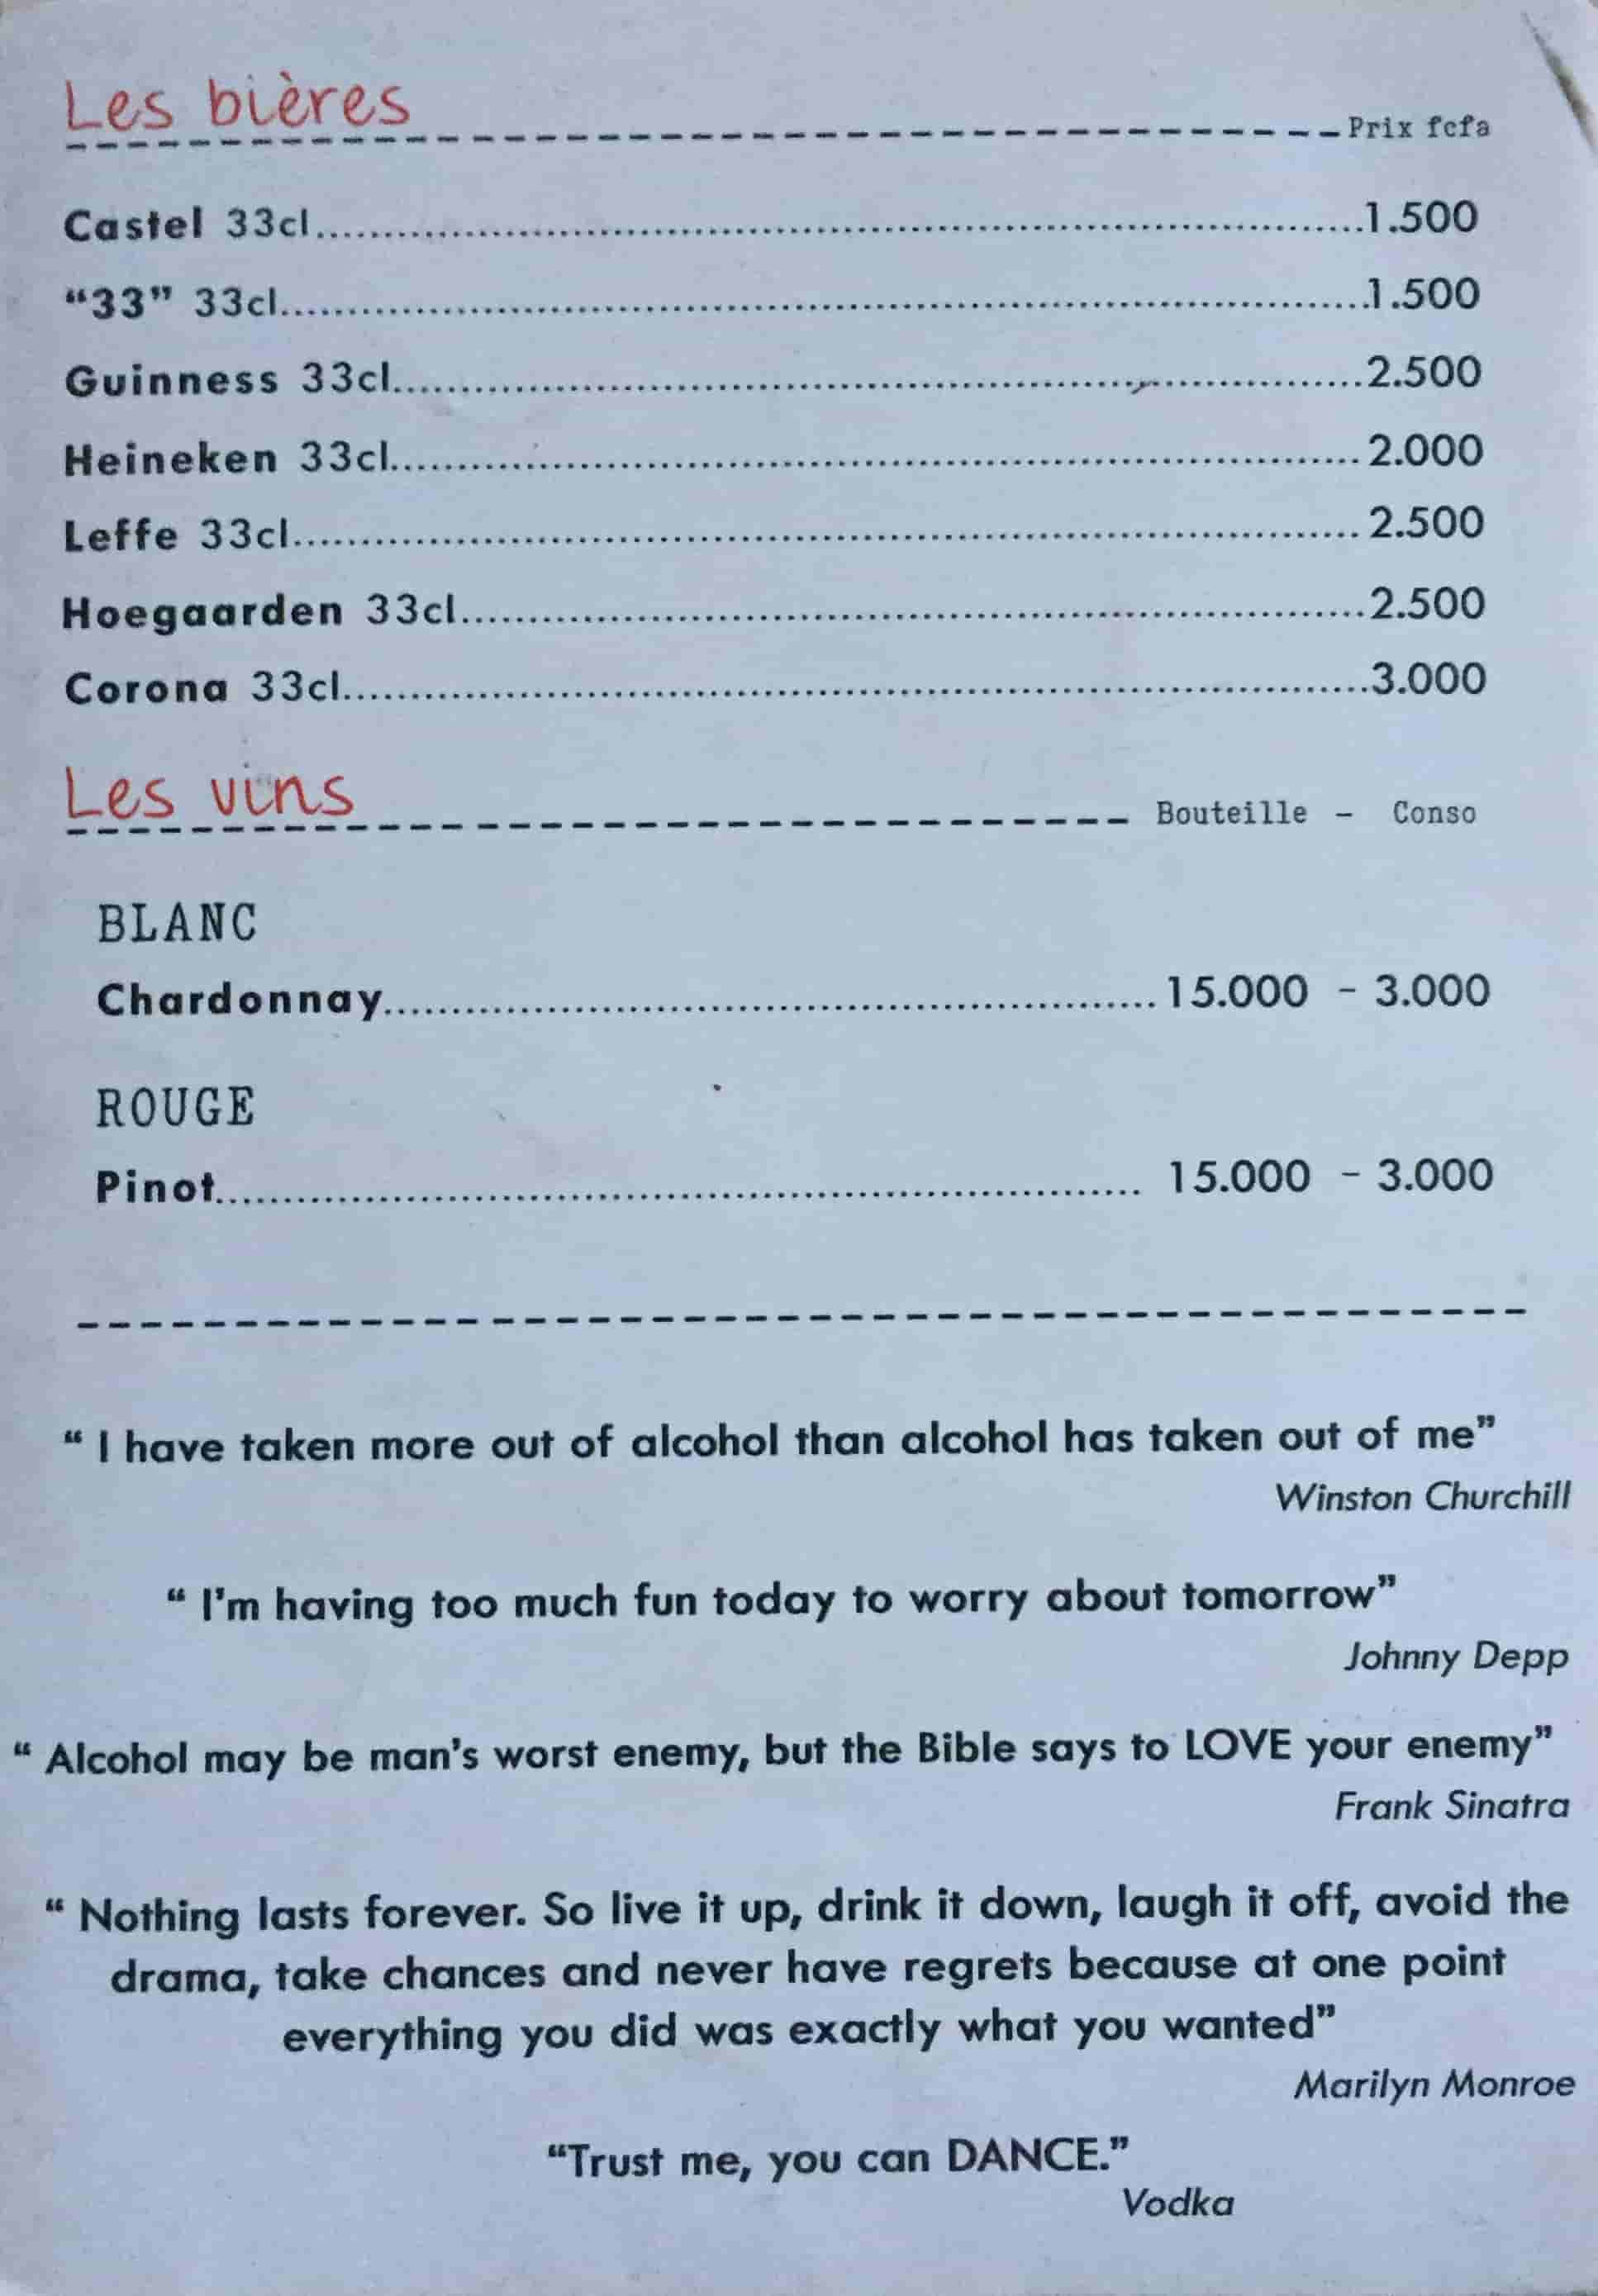 Les bières
Prix fcfa
Castel 33cl 1.500
“33” 33cl 1.500
Guinness 33cl 2.500
Heineken 33cl 2.000
Leffe 33cl 2.500
Hoegaarden 33cl 2.500
Corona 33cl 3.000
Les vins
Bouteille - Conso
BLANC
Chardonnay 15.000 - 3.000
ROUGE
Pinot 15.000 - 3.000
“ I have taken more out of alcohol than alcohol has taken out of me”
Winston Churchill
“ I'm having too much fun today to worry about tomorrow”
Johnny Depp
“ Alcohol may be man's worst enemy, but the Bible says to LOVE your enemy”
Frank Sinatra
“ Nothing lasts forever. So live it up, drink it down, laugh it off, avoid the
drama, take chances and never have regrets because at one point
everything you did was exactly what you wanted”
Marilyn Monroe
“Trust me, you can DANCE.”
Vodka